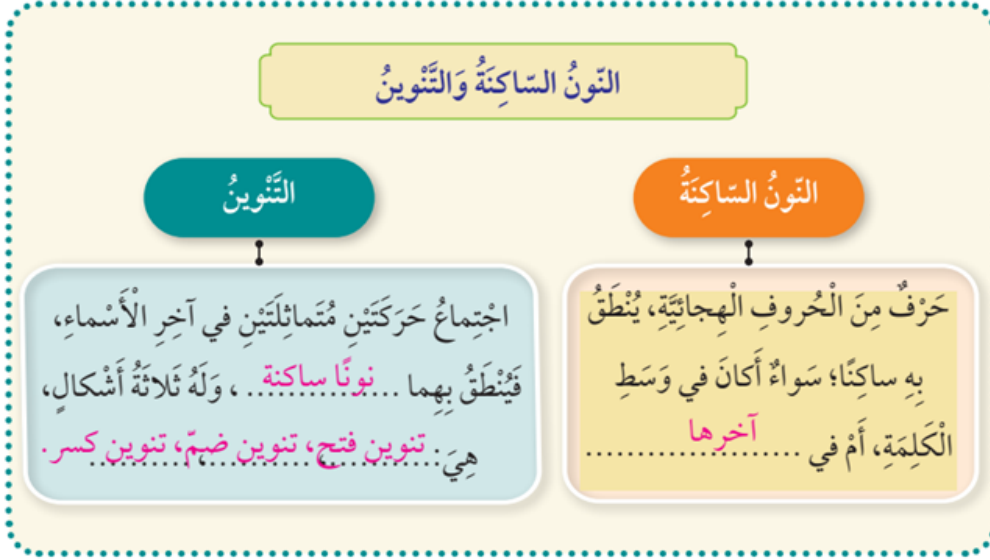 النّونُ السّاكِنَةُ وَالتَّنْوينُ
النّونُ السّاكِنَةُ
حَرْفٌ مِنَ الْحُروفِ الْهِجائِيَّةِ، يُنْطَقُ
بِهِ ساكِنًا؛ سَواءٌ أَكانَ في وَسَطِ
الْكَلِمَةِ، أَمْ في آخرها
التَّنْوينُ
اجْتِماعُ حَرَكَتَيْنِ مُتَماثِلَتَيْنِ في آخِرِ الْأَسْماءِ،
فَيُنْطَقُ بِهِما نونًا ساكنة، وَلَهُ ثَلاثَةُ أَشْكالٍ،
هِيَ: تنوين فتح، تنوين ضمّ، تنوين كسر.